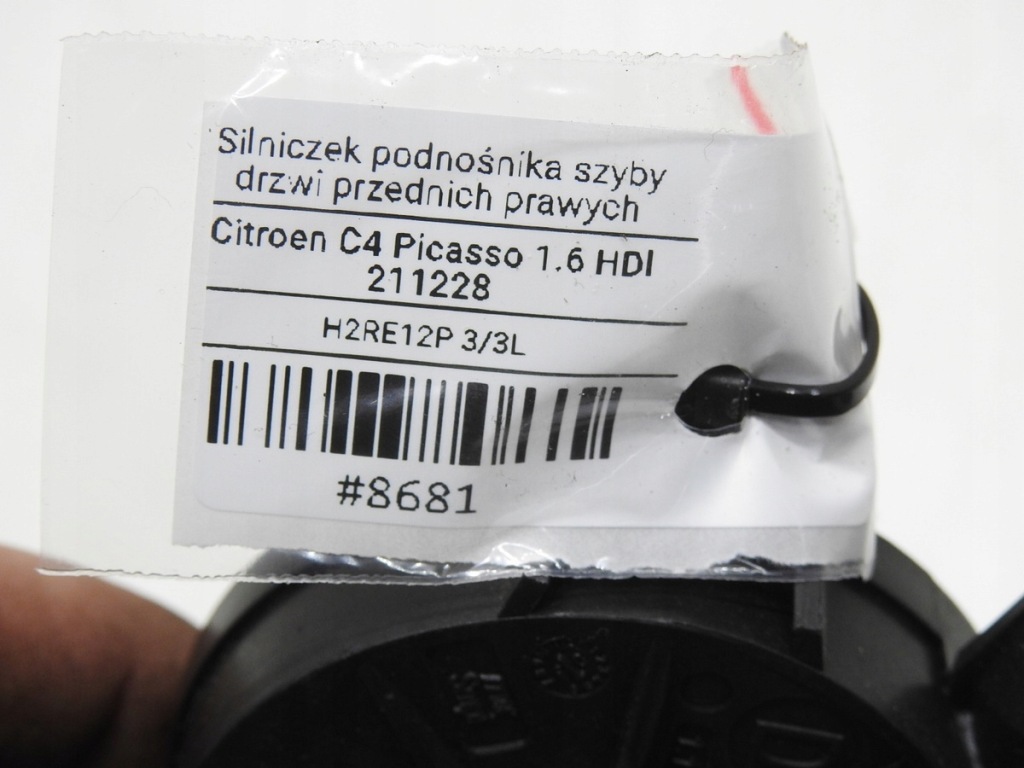 Silniczek podnośnika szyby
drzwi przednich prawych
Citroen C4 Picasso 1.6 HDI
211228
H2RE12P 3/3L
#8681